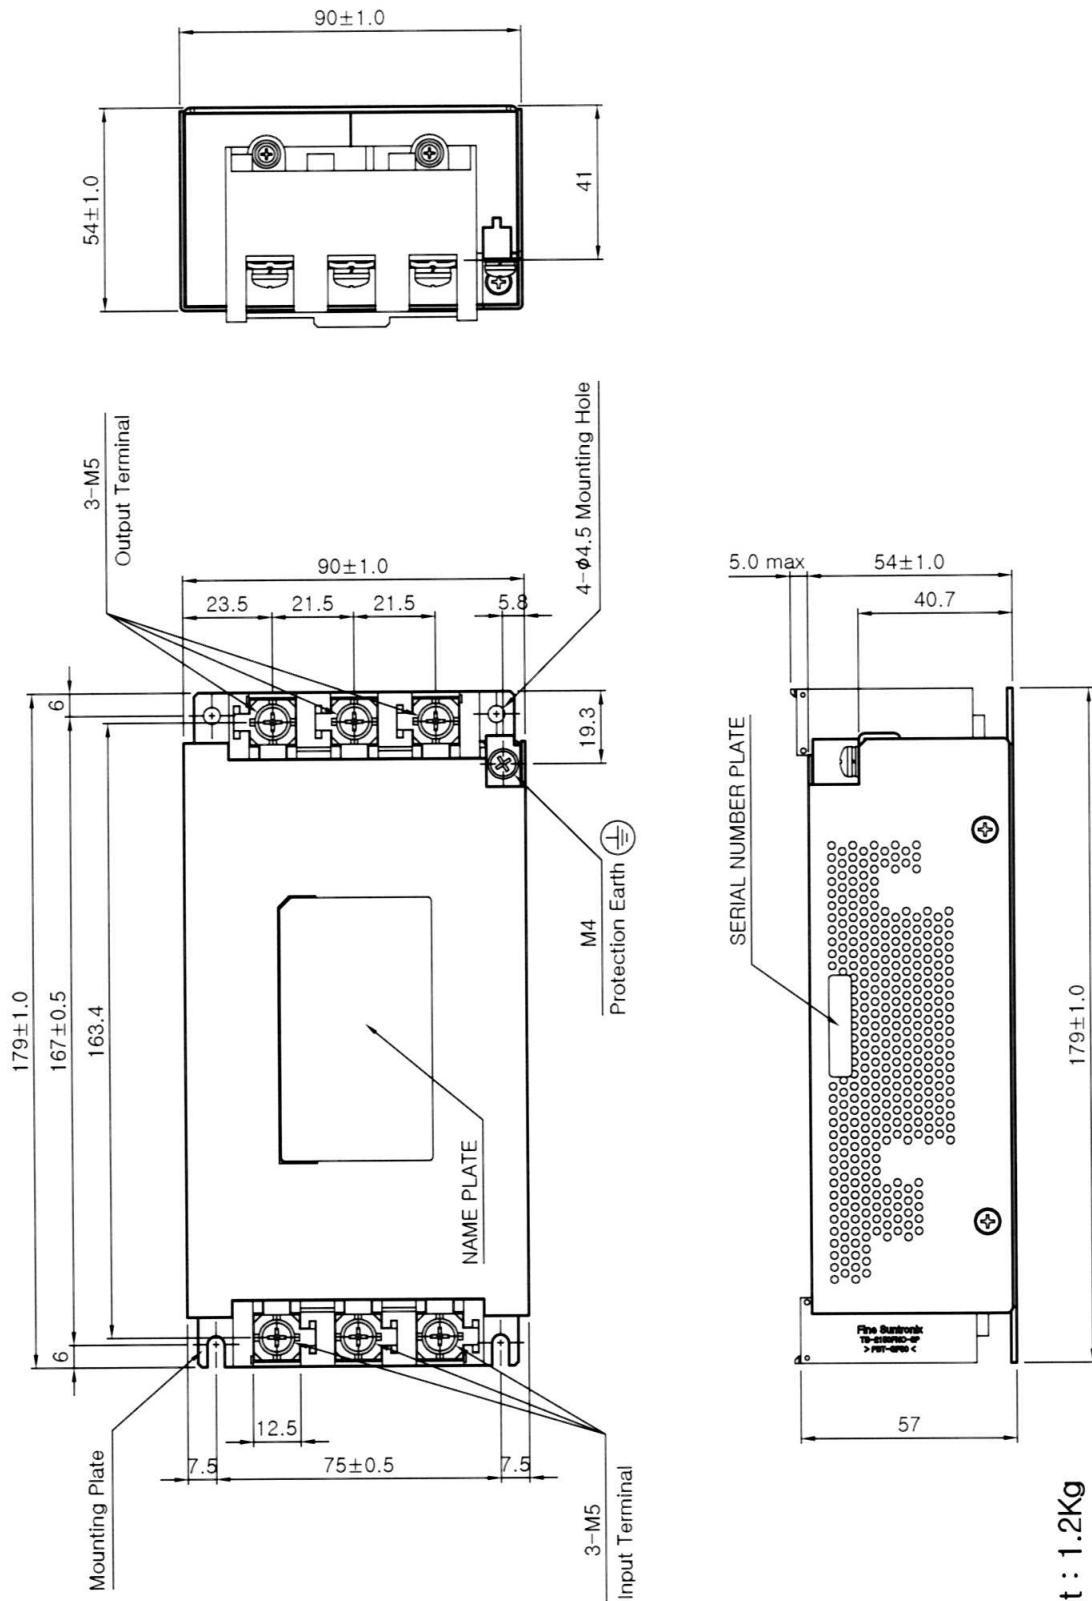 90±1.0
54±1.0
41
3-M5
Output Terminal
4-ϕ4.5 Mounting Hole
90±1.0
23.5
21.5
21.5
5.8
6
19.3
179±1.0
167±0.5
163.4
M4
Protection Earth
NAME PLATE
6
12.5
7.5
75±0.5
7.5
Mounting Plate
3-M5
Input Terminal
5.0 max
54±1.0
40.7
SERIAL NUMBER PLATE
179±1.0
Fine Suntronix
57
t : 1.2Kg